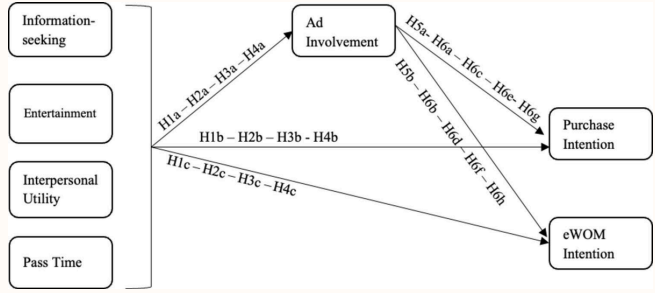 Information-
seeking
Entertainment
Interpersonal
Utility
Pass Time
Ad
Involvement
H1a – H2a – H3a – H4a
H1b – H2b – H3b - H4b
H1c – H2c – H3c – H4c
H5a- H6a – H6c – H6e- H6g
H5b – H6b – H6d – H6f – H6h
Purchase
Intention
eWOM
Intention